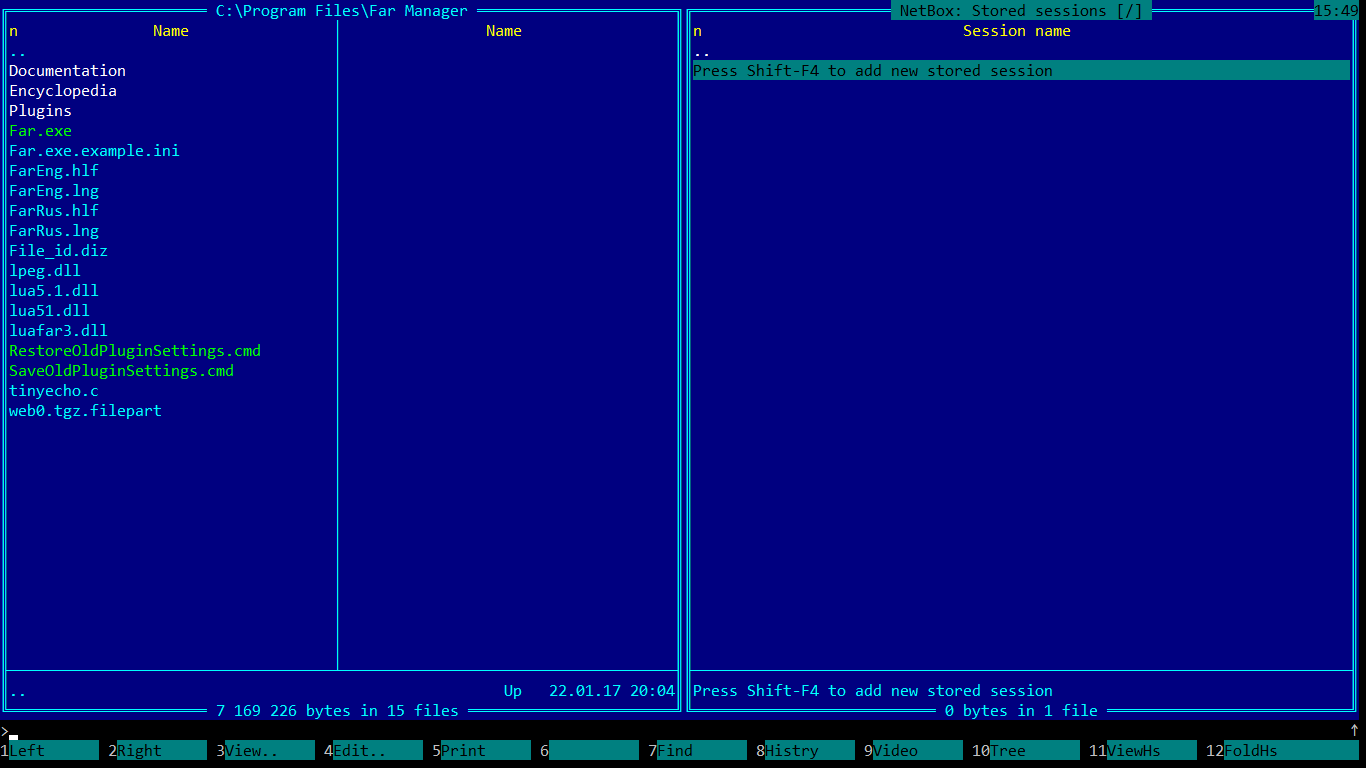 C:\Program Files\Far Manager
NetBox: Stored sessions [/]
15:49
n Name Name
..
Documentation
Encyclopedia
Plugins
Far.exe
Far.exe.example.ini
FarEng.hlf
FarEng.lng
FarRus.hlf
FarRus.lng
File_id.diz
lpeg.dll
lua5.1.dll
lua51.dll
luafar3.dll
RestoreOldPluginSettings.cmd
SaveOldPluginSettings.cmd
tinyecho.c
web0.tgz.filepart
.. Up 22.01.17 20:04
7 169 226 bytes in 15 files
n Session name
..
Press Shift-F4 to add new stored session
Press Shift-F4 to add new stored session
0 bytes in 1 file
>
↑
1Left 2Right 3View.. 4Edit.. 5Print 6 7Find 8Histry 9Video 10Tree 11ViewHs 12FoldHs